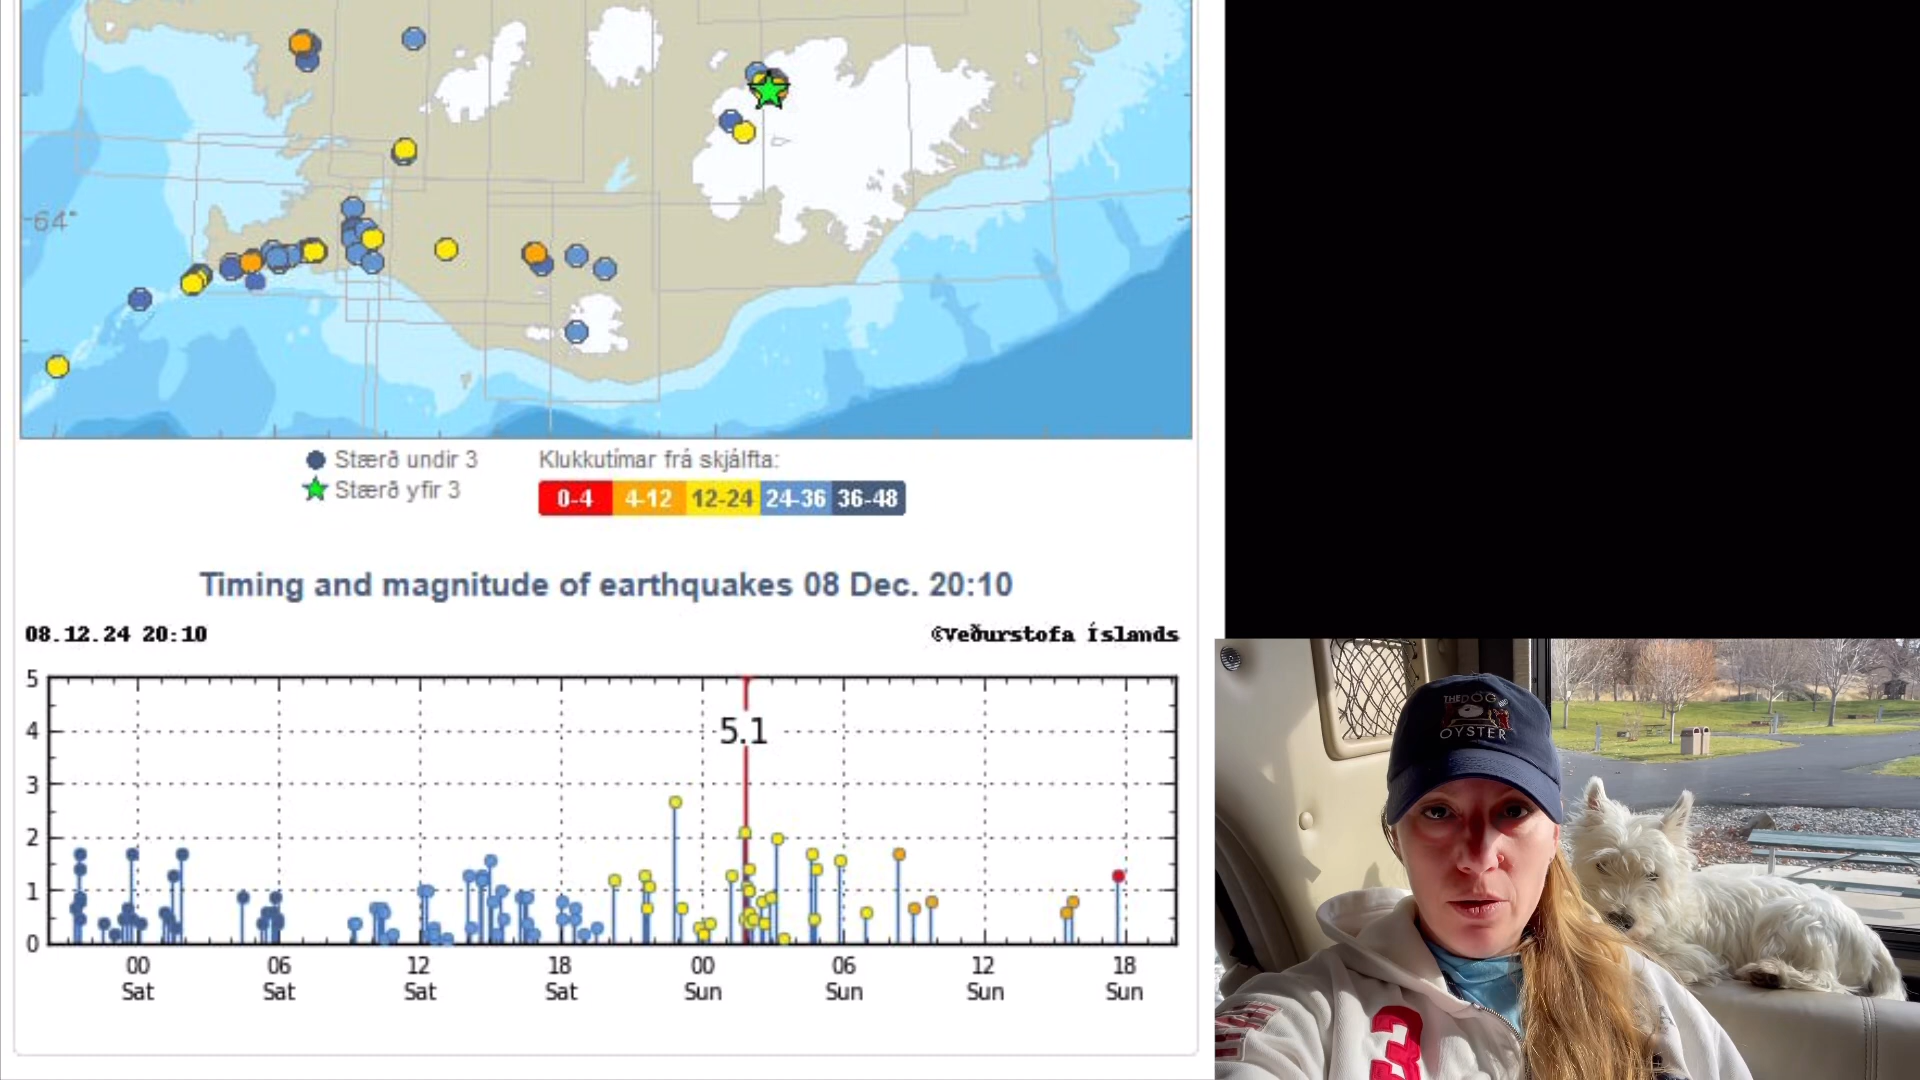 64°
Stærð undir 3
Stærð yfir 3
Klukkutímar frá skjálfta:
0-4 4-12 12-24 24-36 36-48
Timing and magnitude of earthquakes 08 Dec. 20:10
08.12.24 20:10
©Veðurstofa Íslands
5
4
3
2
1
0
5.1
00 06 12 18 00 06 12 18
Sat Sat Sat Sat Sun Sun Sun Sun
THE DOG
OYSTER
3